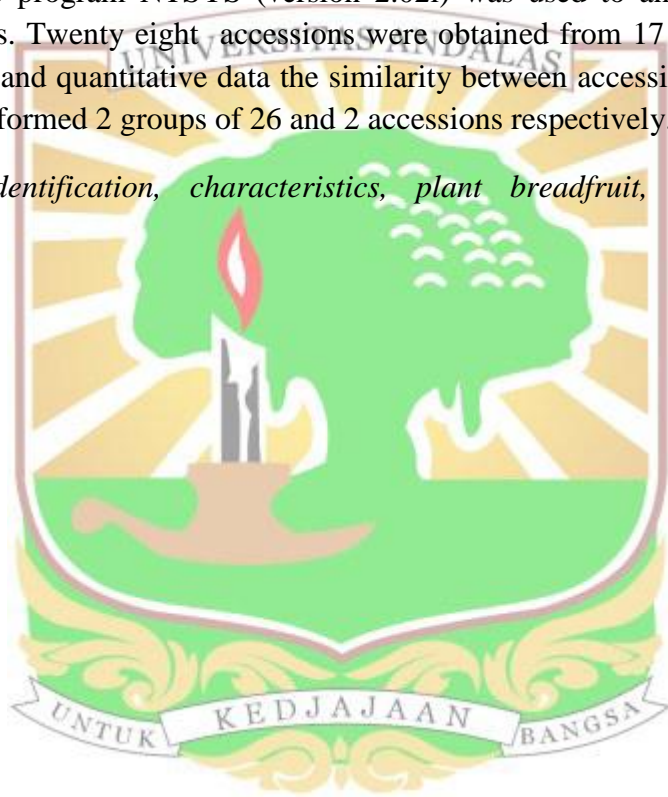 program NTSYS (version 2.02i) was used to an
s. Twenty eight accessions were obtained from 17
UNIVERSITAS ANDALAS
and quantitative data the similarity between accessi
formed 2 groups of 26 and 2 accessions respectively
dentification, characteristics, plant breadfruit,
UNTUK KEDJAJAAN BANGSA